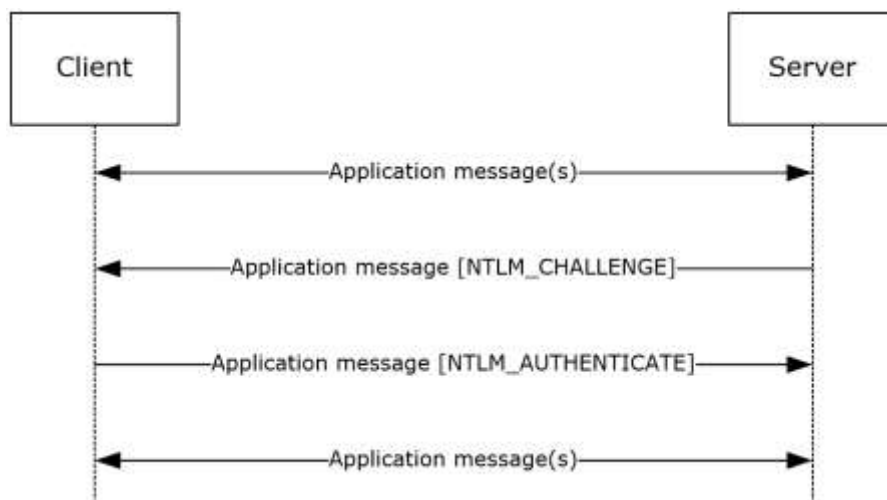 Client
Server
Application message(s)
Application message [NTLM_CHALLENGE]
Application message [NTLM_AUTHENTICATE]
Application message(s)